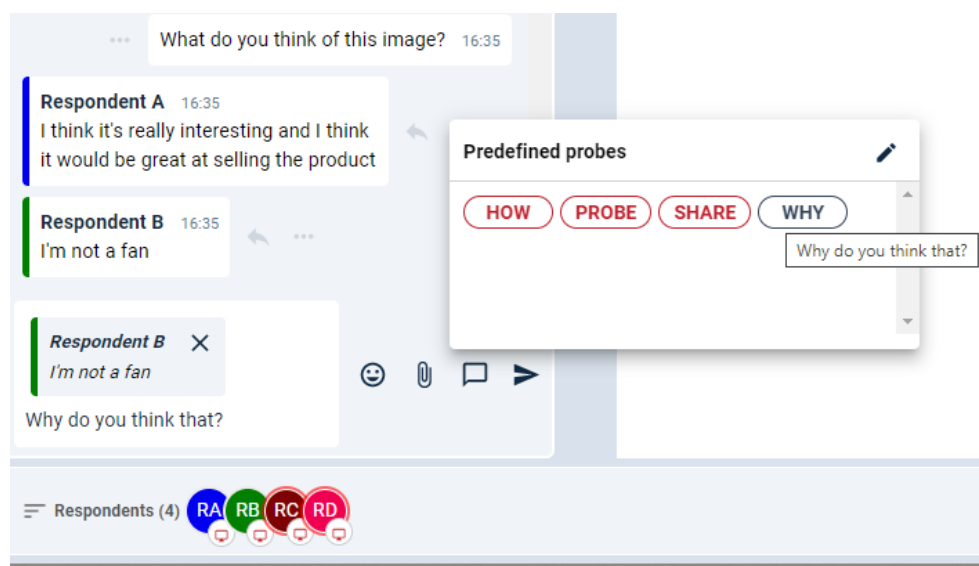 What do you think of this image? 16:35
Respondent A 16:35
I think it's really interesting and I think
it would be great at selling the product
Respondent B 16:35
I'm not a fan
Predefined probes
HOW PROBE SHARE WHY
Why do you think that?
Respondent B
I'm not a fan
Why do you think that?
Respondents (4) RA RB RC RD